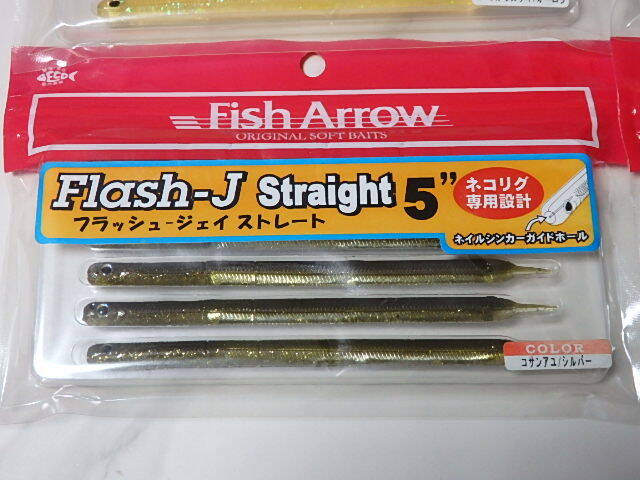 ECO
Fish Arrow
ORIGINAL SOFT BAITS
Flash-J Straight 5"
フラッシュ-ジェイ ストレート
ネコリグ
専用設計
ネイルシンカーガイドホール
COLOR
コサンアユ/シルバー